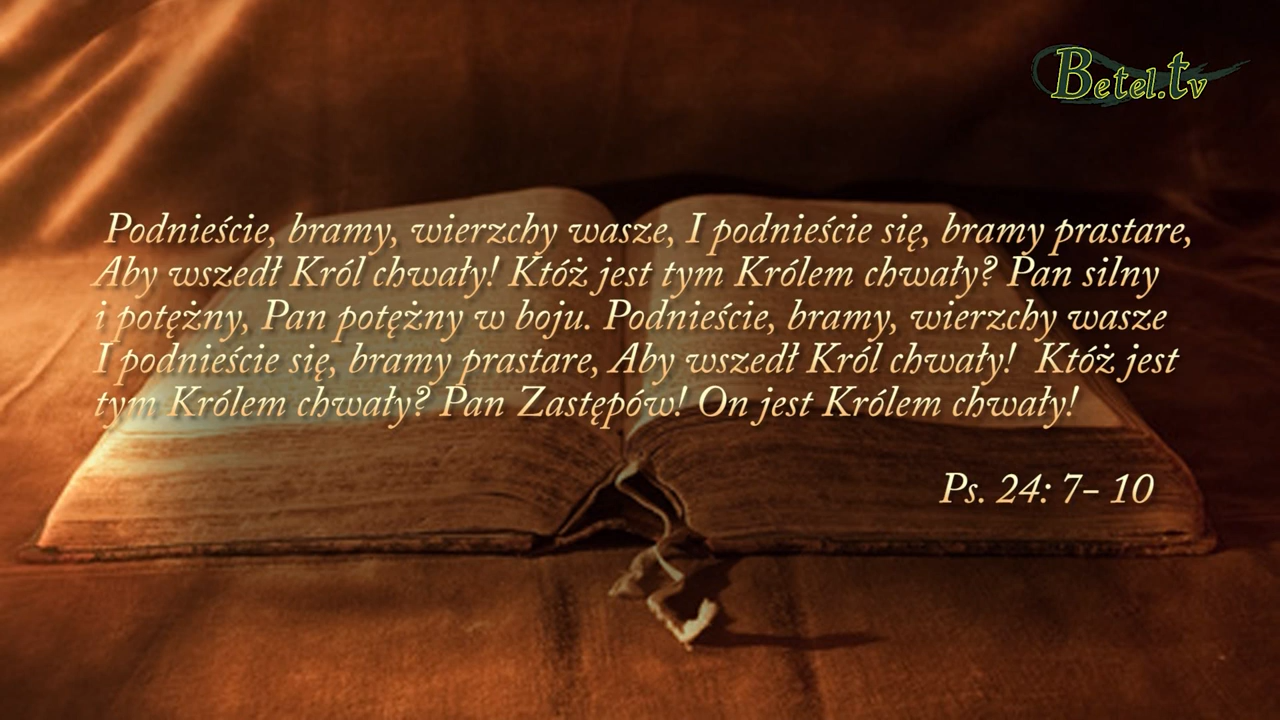 Betel.tv
Podnieście, bramy, wierzchy wasze, I podnieście się, bramy prastare,
Aby wszedł Król chwały! Któż jest tym Królem chwały? Pan silny
i potężny, Pan potężny w boju. Podnieście, bramy, wierzchy wasze
I podnieście się, bramy prastare, Aby wszedł Król chwały! Któż jest
tym Królem chwały? Pan Zastępów! On jest Królem chwały!
Ps. 24: 7– 10